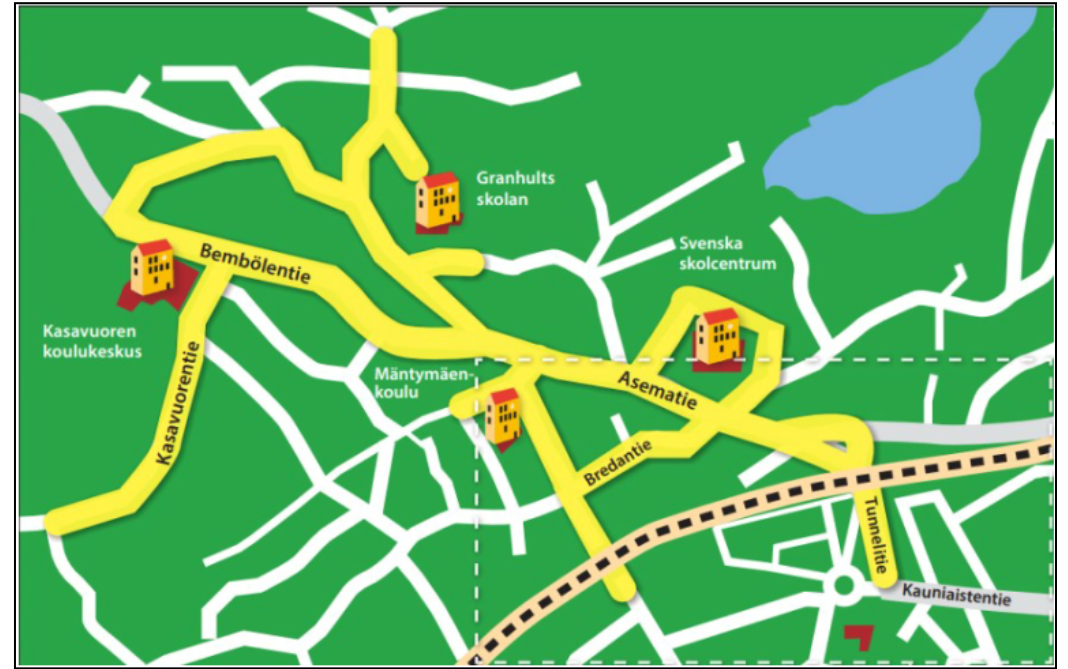 Granhults
skolan
Svenska
skolcentrum
Bembölentie
Kasavuoren
koulukeskus
Kasavuorentie
Mäntymäen-
koulu
Asematie
Bredantie
Tunnelitie
Kauniaistentie